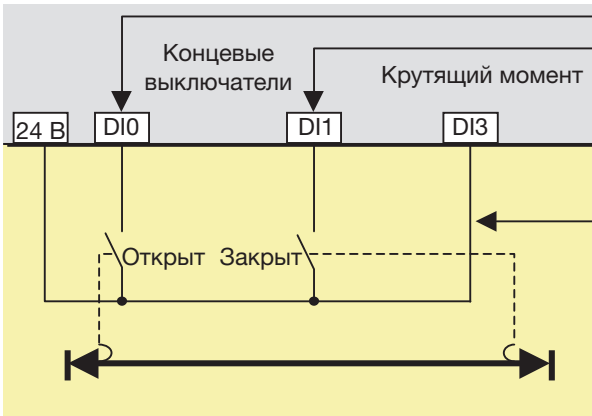 Концевые
выключатели
Крутящий момент
24 В
DI0
DI1
DI3
Открыт
Закрыт